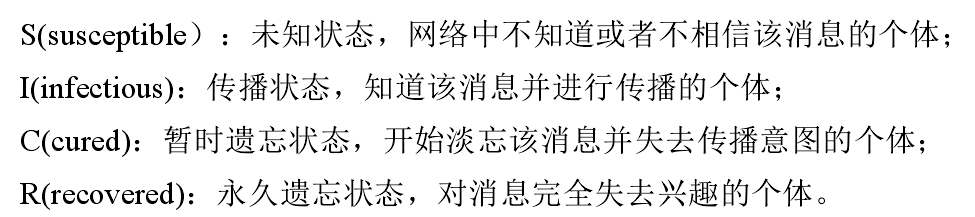 S(susceptible）：未知状态，网络中不知道或者不相信该消息的个体；
I(infectious)：传播状态，知道该消息并进行传播的个体；
C(cured)：暂时遗忘状态，开始淡忘该消息并失去传播意图的个体；
R(recovered)：永久遗忘状态，对消息完全失去兴趣的个体。